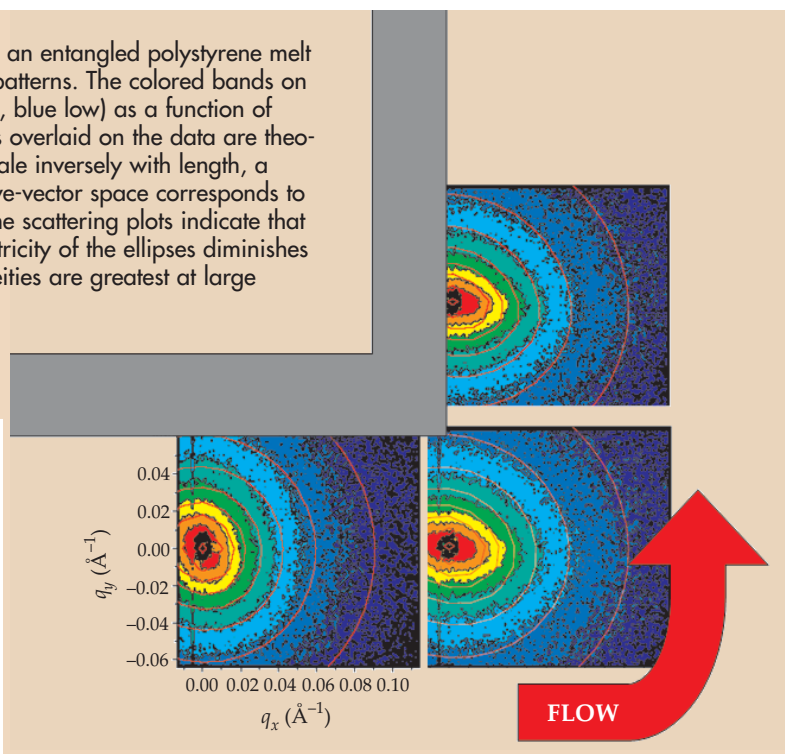 an entangled polystyrene melt
patterns. The colored bands on
, blue low) as a function of
s overlaid on the data are theo-
ale inversely with length, a
ve-vector space corresponds to
ne scattering plots indicate that
tricity of the ellipses diminishes
eities are greatest at large
0.04
0.02
0.00
−0.02
−0.04
−0.06
q_y (Å⁻¹)
0.00 0.02 0.04 0.06 0.08 0.10
q_x (Å⁻¹)
FLOW